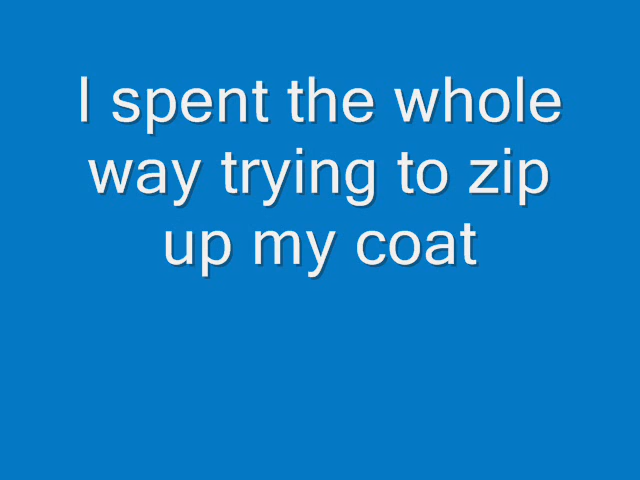 I spent the whole
way trying to zip
up my coat